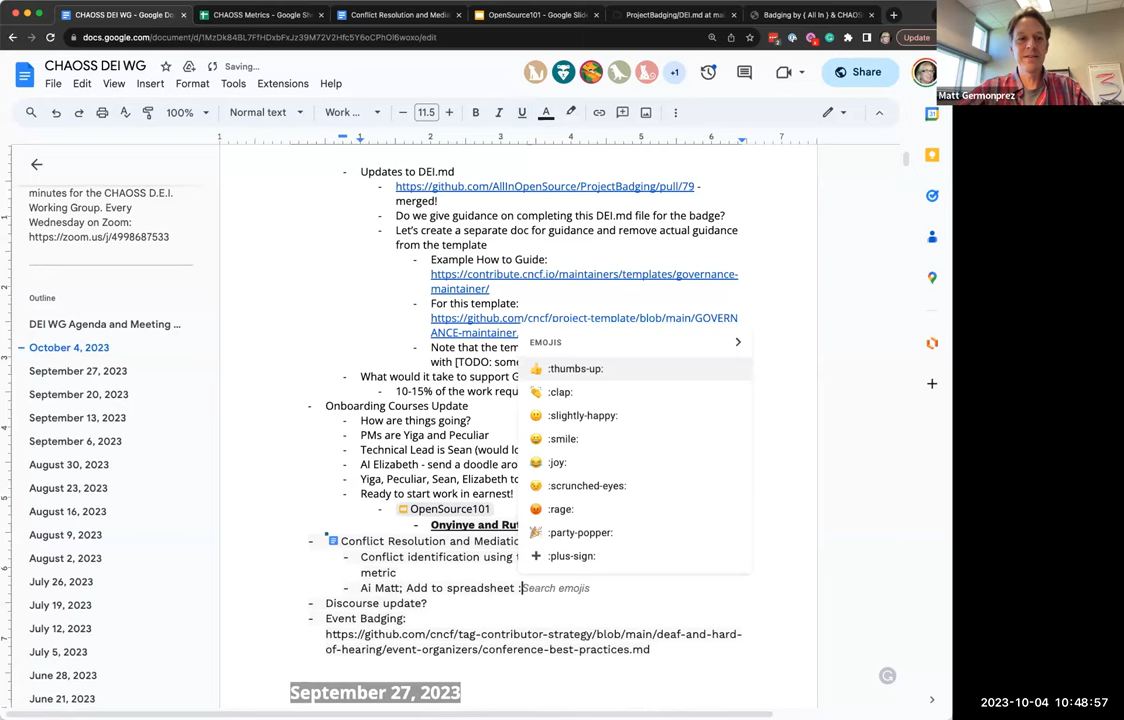 CHAOSS DEI WG - Google Do
CHAOSS Metrics - Google Sh
Conflict Resolution and Media
OpenSource101 - Google Slide
ProjectBadging/DEI.md at mai
Badging by { All In } & CHAOS
docs.google.com/document/d/1MzDk84BL7FfHDxbFxJz39M72V2Hfc5Y6oCPhOl6woxo/edit
Update
CHAOSS DEI WG
Saving...
File Edit View Insert Format Tools Extensions Help
+1
Share
Matt Germonprez
100%
Normal text
Work ...
11.5
1 1 2 3 4 5 6 7
minutes for the CHAOSS D.E.I.
Working Group. Every
Wednesday on Zoom:
https://zoom.us/j/4998687533
Outline
DEI WG Agenda and Meeting ...
October 4, 2023
September 27, 2023
September 20, 2023
September 13, 2023
September 6, 2023
August 30, 2023
August 23, 2023
August 16, 2023
August 9, 2023
August 2, 2023
July 26, 2023
July 19, 2023
July 12, 2023
July 5, 2023
June 28, 2023
June 21, 2023
- Updates to DEI.md
- https://github.com/AllInOpenSource/ProjectBadging/pull/79 -
merged!
- Do we give guidance on completing this DEI.md file for the badge?
- Let's create a separate doc for guidance and remove actual guidance
from the template
- Example How to Guide:
https://contribute.cncf.io/maintainers/templates/governance-
maintainer/
- For this template:
https://github.com/cncf/project-template/blob/main/GOVERN
ANCE-maintainer.
- Note that the tem
with [TODO: som
- What would it take to support G
- 10-15% of the work requ
- Onboarding Courses Update
- How are things going?
- PMs are Yiga and Peculiar
- Technical Lead is Sean (would lo
- AI Elizabeth - send a doodle aro
- Yiga, Peculiar, Sean, Elizabeth to
- Ready to start work in earnest!
- OpenSource101
- Onyinye and Rut
- Conflict Resolution and Mediatio
- Conflict identification using t
metric
- Ai Matt; Add to spreadsheet :Search emojis
- Discourse update?
- Event Badging:
https://github.com/cncf/tag-contributor-strategy/blob/main/deaf-and-hard-
of-hearing/event-organizers/conference-best-practices.md
September 27, 2023
EMOJIS
:thumbs-up:
:clap:
:slightly-happy:
:smile:
:joy:
:scrunched-eyes:
:rage:
:party-popper:
:plus-sign:
2023-10-04 10:48:57